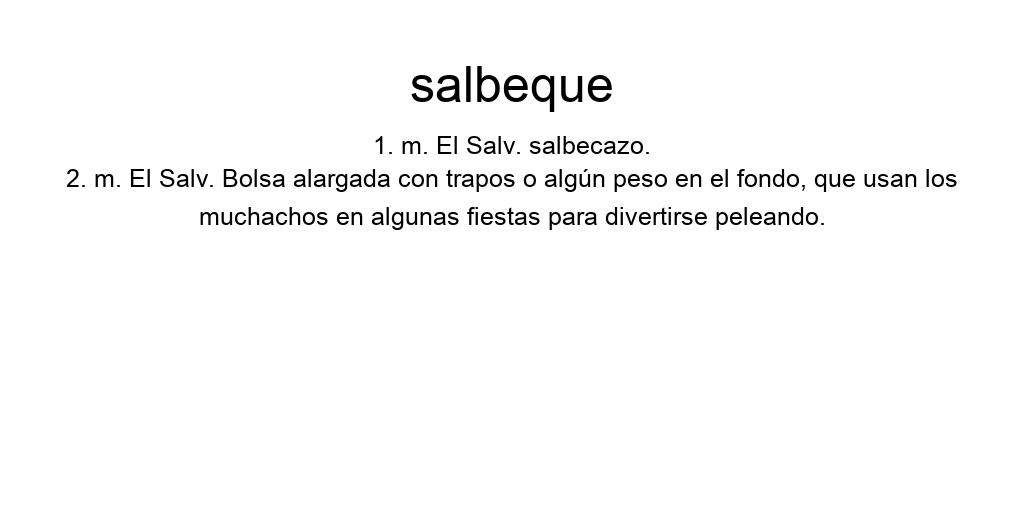 salbeque
1. m. El Salv. salbecazo.
2. m. El Salv. Bolsa alargada con trapos o algún peso en el fondo, que usan los
muchachos en algunas fiestas para divertirse peleando.